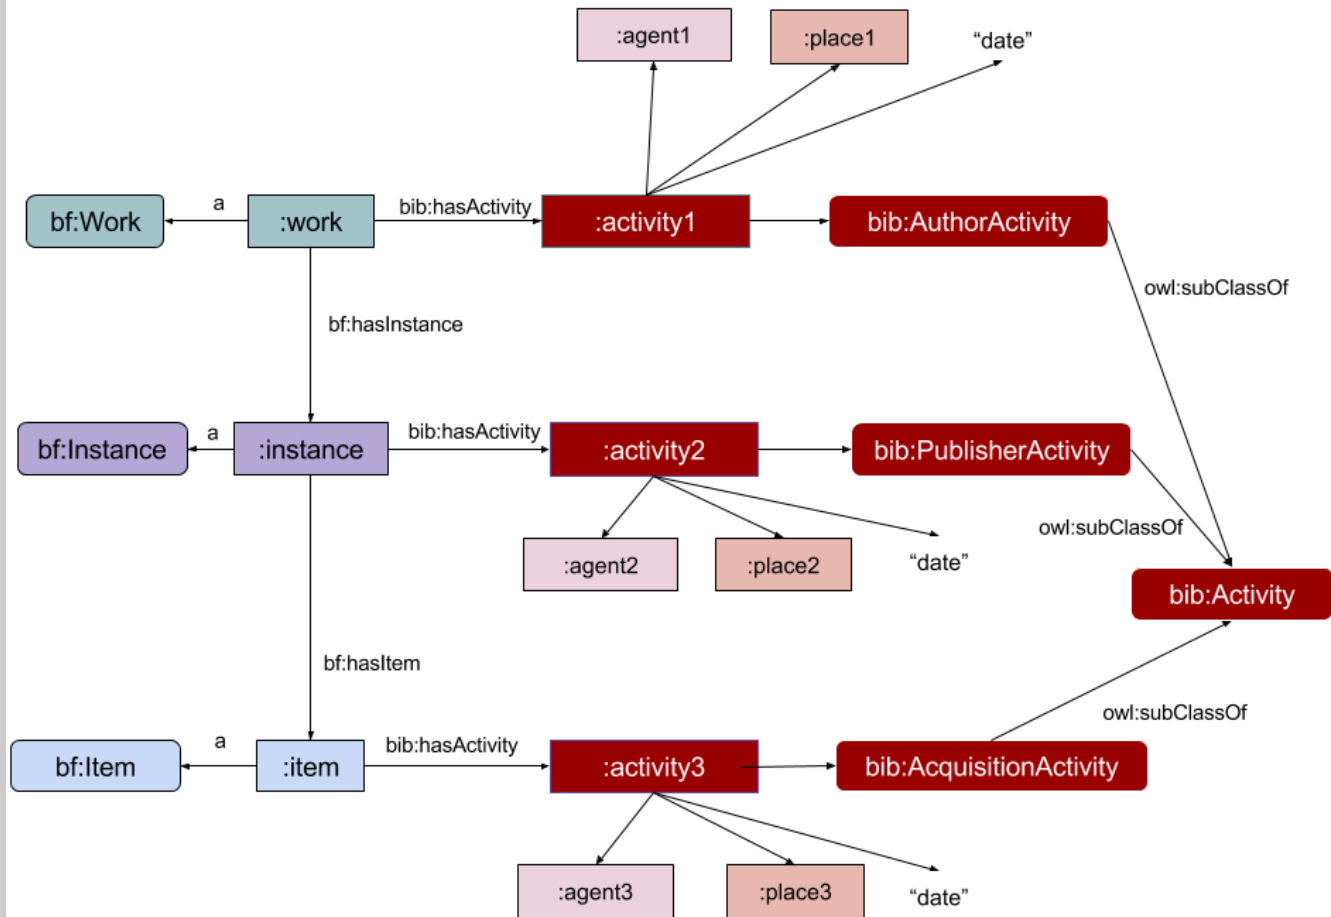 :agent1
:place1
“date”
bf:Work
a
:work
bib:hasActivity
:activity1
bib:AuthorActivity
owl:subClassOf
bf:hasInstance
bf:Instance
a
:instance
bib:hasActivity
:activity2
bib:PublisherActivity
owl:subClassOf
:agent2
:place2
“date”
bib:Activity
bf:hasItem
owl:subClassOf
bf:Item
a
:item
bib:hasActivity
:activity3
bib:AcquisitionActivity
:agent3
:place3
“date”